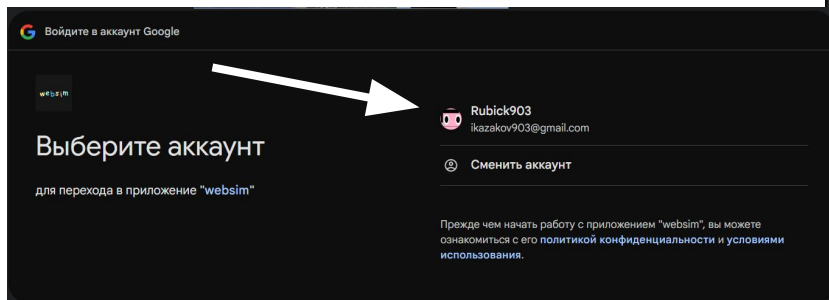 Войдите в аккаунт Google
websim
Выберите аккаунт
для перехода в приложение "websim"
Rubick903
ikazakov903@gmail.com
Сменить аккаунт
Прежде чем начать работу с приложением "websim", вы можете
ознакомиться с его политикой конфиденциальности и условиями
использования.